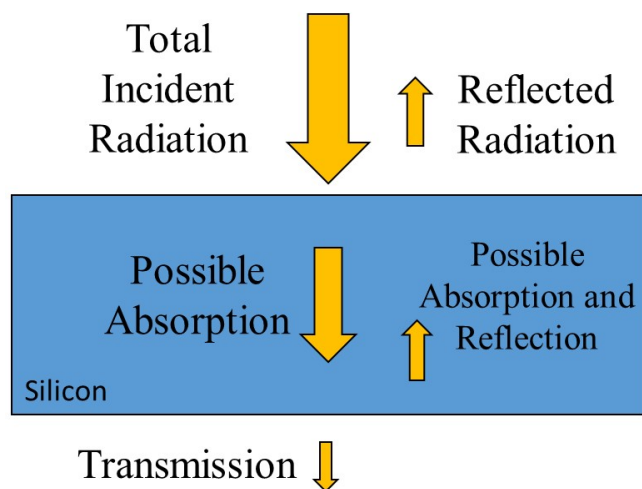 Total
Incident
Radiation
Reflected
Radiation
Possible
Absorption
Possible
Absorption and
Reflection
Silicon
Transmission